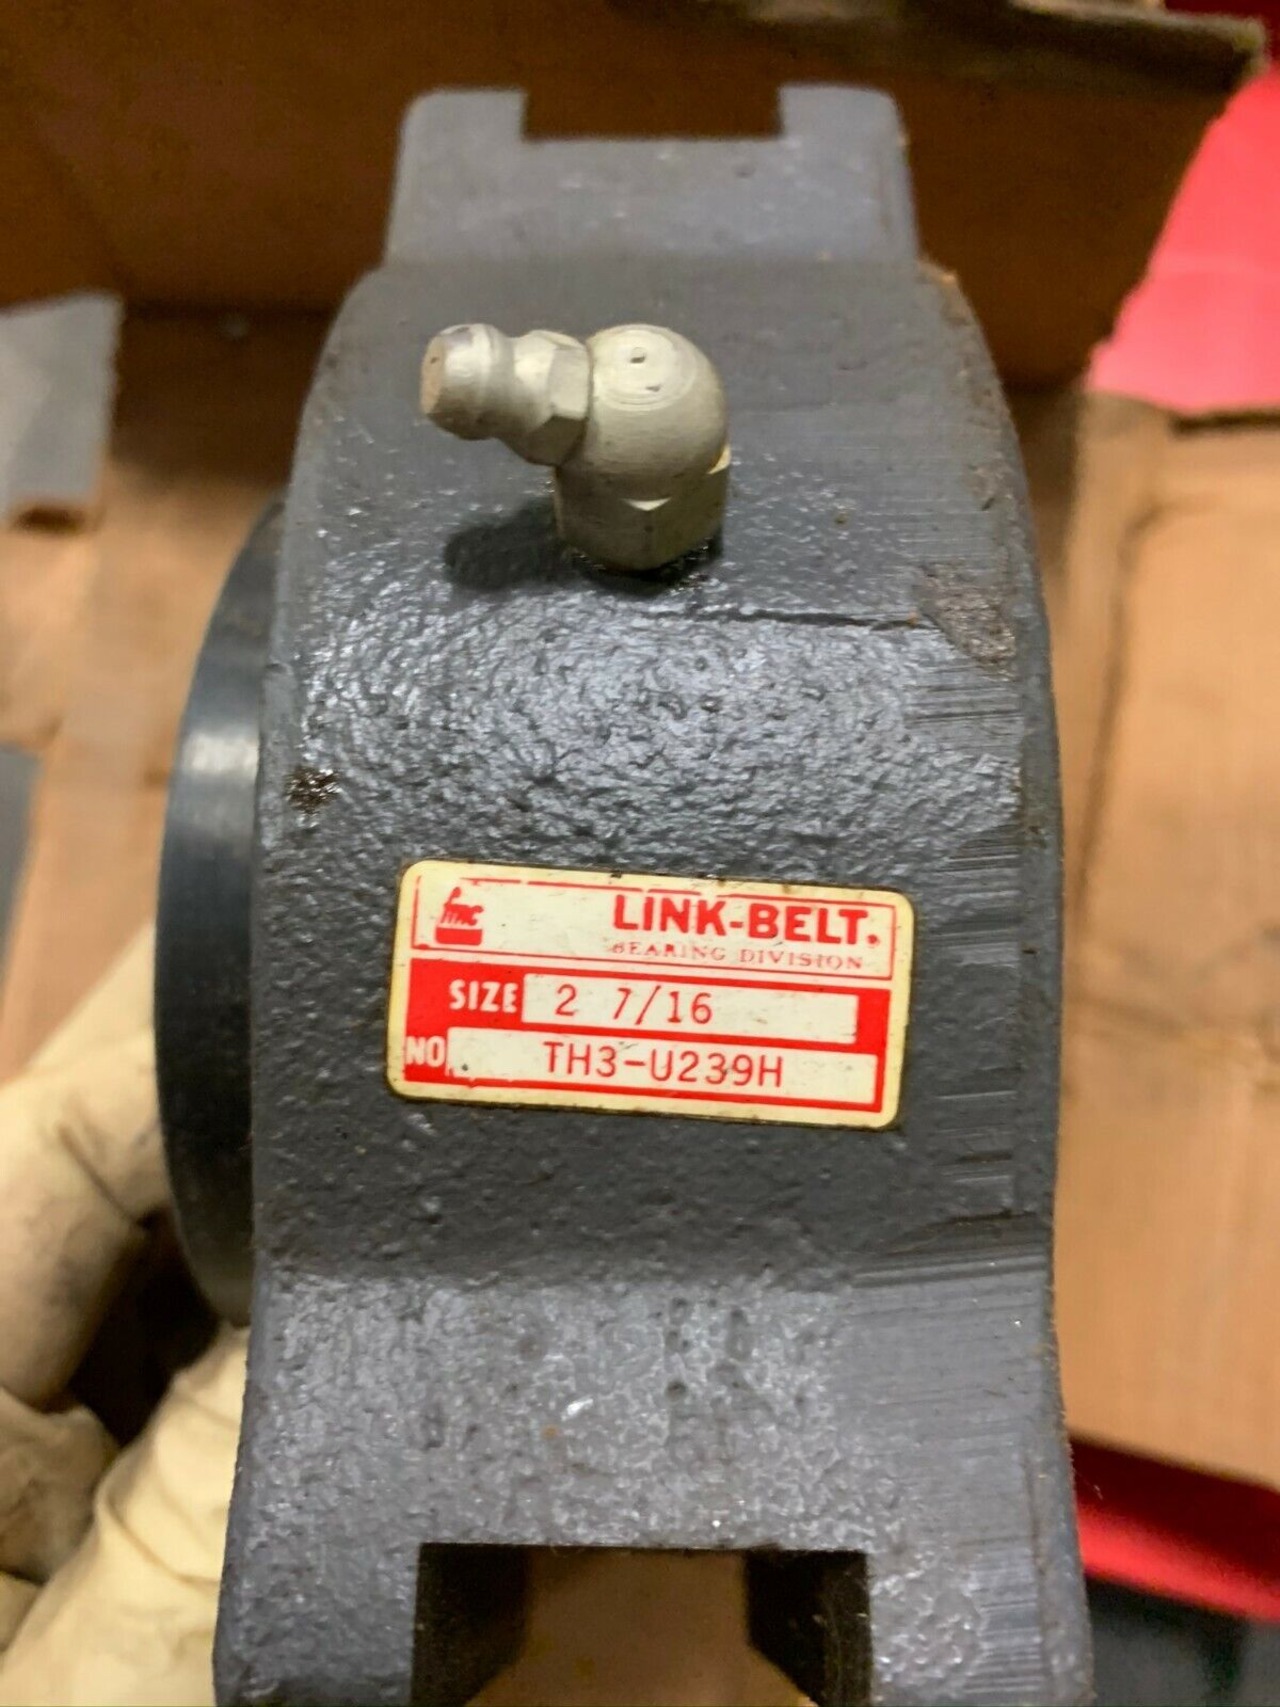 fmc
LINK-BELT.
BEARING DIVISION
SIZE 2 7/16
NO. TH3-U239H